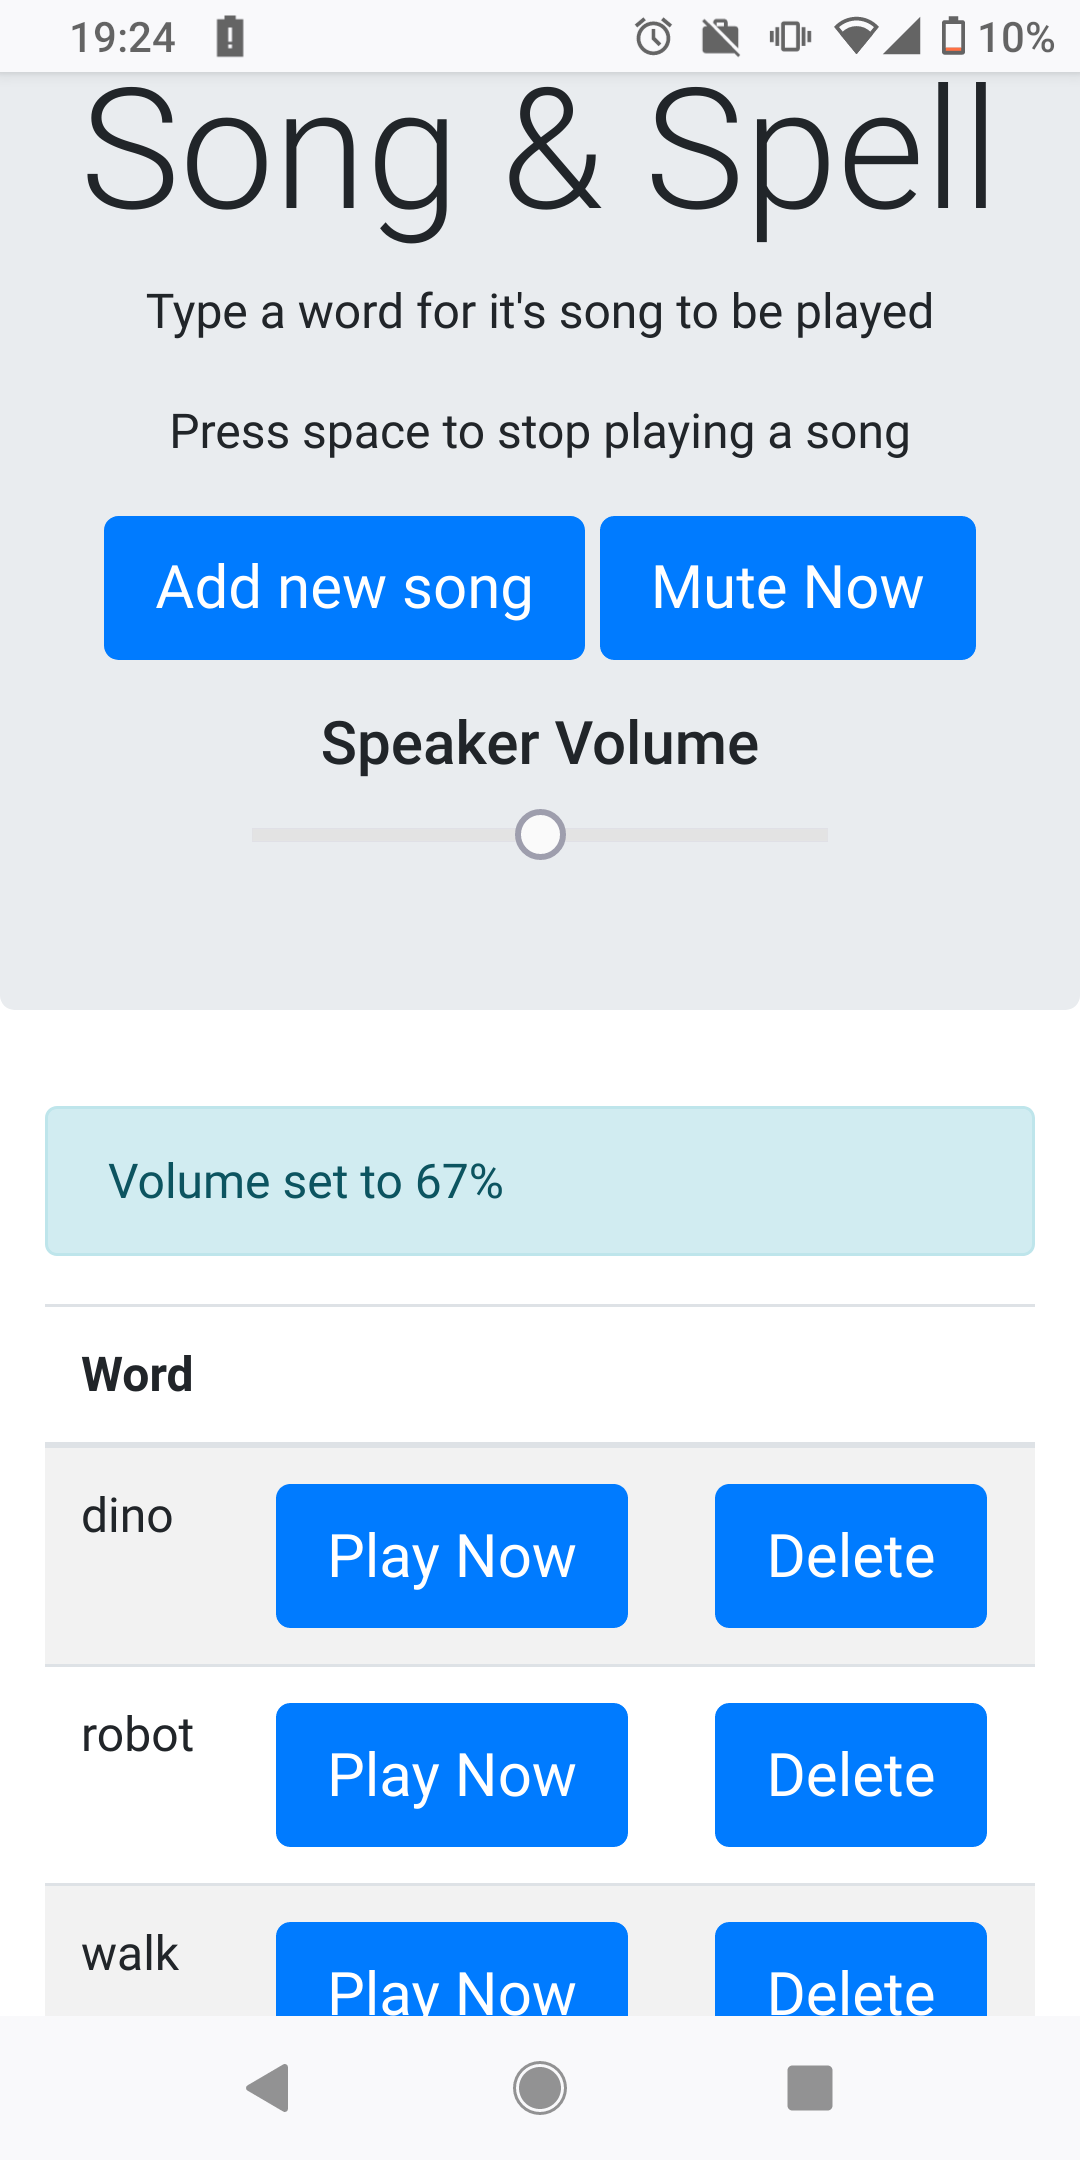 19:24 10%
Song & Spell
Type a word for it's song to be played
Press space to stop playing a song
Add new song Mute Now
Speaker Volume
Volume set to 67%
Word
dino Play Now Delete
robot Play Now Delete
walk Play Now Delete